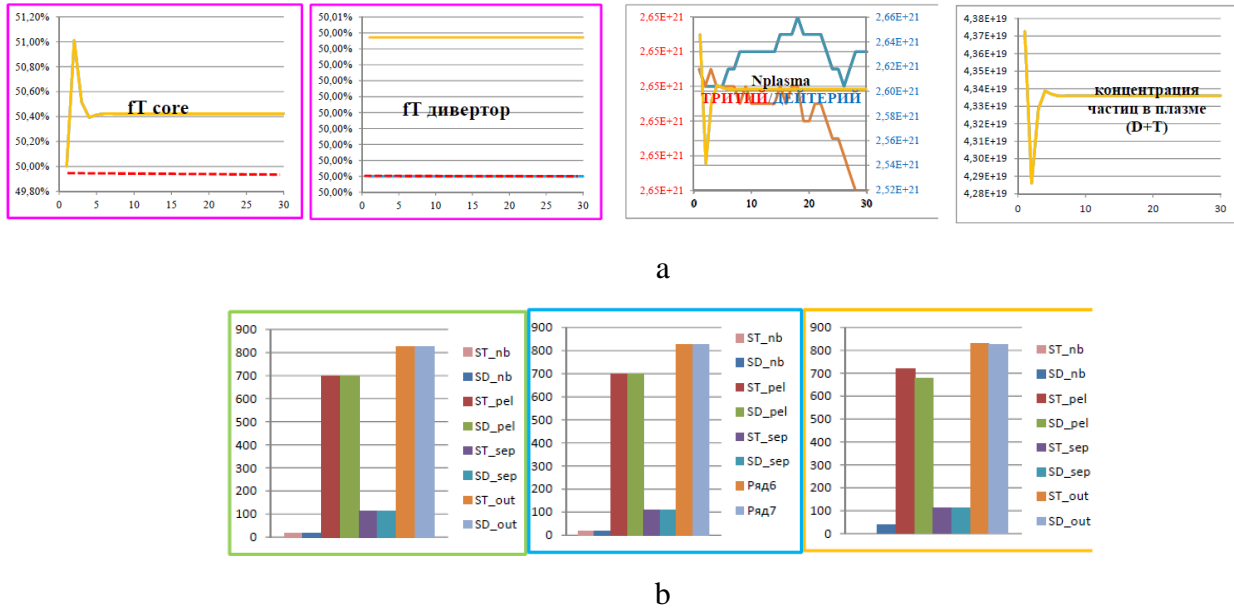 51,20%
51,00%
50,80%
50,60%
50,40%
50,20%
50,00%
49,80%
0 5 10 15 20 25 30
fT core
50,01%
50,00%
50,00%
50,00%
50,00%
50,00%
50,00%
50,00%
50,00%
50,00%
50,00%
0 5 10 15 20 25 30
fT дивертор
2,65E+21
2,65E+21
2,65E+21
2,65E+21
2,65E+21
2,65E+21
2,66E+21
2,64E+21
2,62E+21
2,60E+21
2,58E+21
2,56E+21
2,54E+21
2,52E+21
0 10 20 30
Nplasma
ТРИТИЙ/ДЕЙТЕРИЙ
4,38E+19
4,37E+19
4,36E+19
4,35E+19
4,34E+19
4,33E+19
4,32E+19
4,31E+19
4,30E+19
4,29E+19
4,28E+19
0 10 20 30
концентрация
частиц в плазме
(D+T)
а
900
800
700
600
500
400
300
200
100
0
ST_nb
SD_nb
ST_pel
SD_pel
ST_sep
SD_sep
ST_out
SD_out
900
800
700
600
500
400
300
200
100
0
ST_nb
SD_nb
ST_pel
SD_pel
ST_sep
SD_sep
Ряд6
Ряд7
900
800
700
600
500
400
300
200
100
0
ST_nb
SD_nb
ST_pel
SD_pel
ST_sep
SD_sep
ST_out
SD_out
b